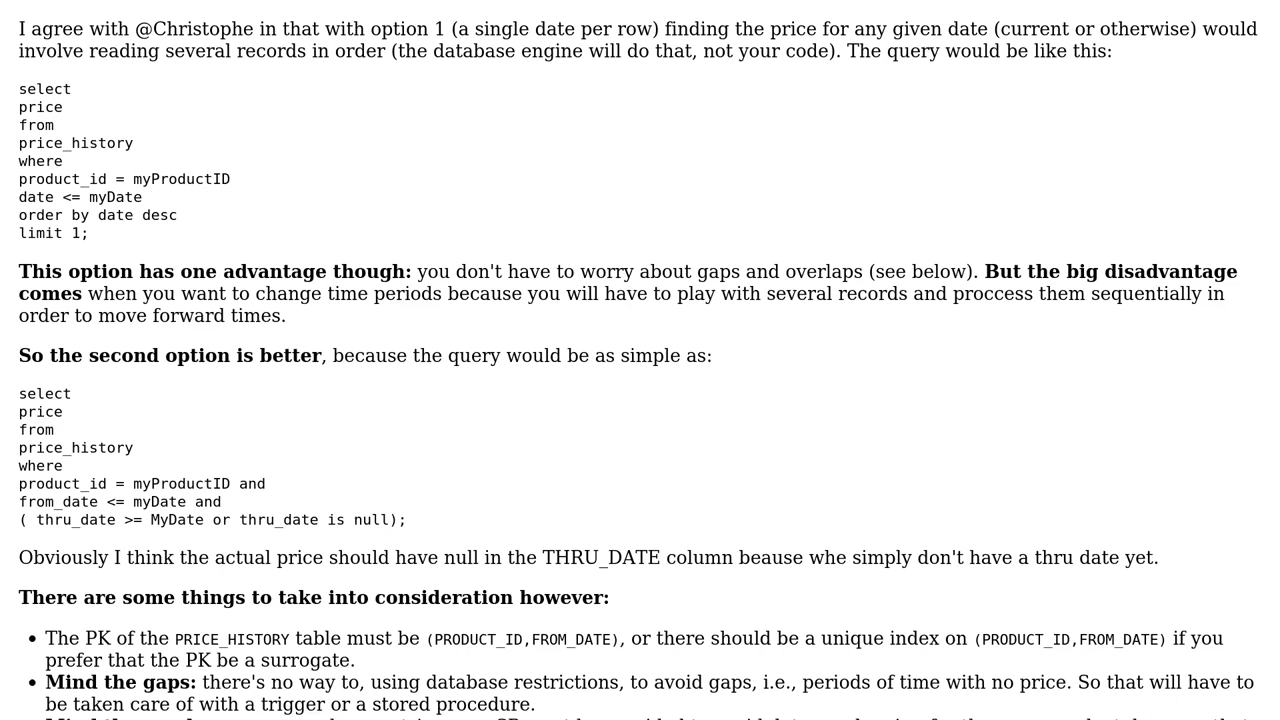 I agree with @Christophe in that with option 1 (a single date per row) finding the price for any given date (current or otherwise) would
involve reading several records in order (the database engine will do that, not your code). The query would be like this:
select
price
from
price_history
where
product_id = myProductID
date <= myDate
order by date desc
limit 1;
This option has one advantage though: you don't have to worry about gaps and overlaps (see below). But the big disadvantage
comes when you want to change time periods because you will have to play with several records and proccess them sequentially in
order to move forward times.
So the second option is better, because the query would be as simple as:
select
price
from
price_history
where
product_id = myProductID and
from_date <= myDate and
( thru_date >= MyDate or thru_date is null);
Obviously I think the actual price should have null in the THRU_DATE column beause whe simply don't have a thru date yet.
There are some things to take into consideration however:
• The PK of the PRICE_HISTORY table must be (PRODUCT_ID,FROM_DATE), or there should be a unique index on (PRODUCT_ID,FROM_DATE) if you
prefer that the PK be a surrogate.
• Mind the gaps: there's no way to, using database restrictions, to avoid gaps, i.e., periods of time with no price. So that will have to
be taken care of with a trigger or a stored procedure.